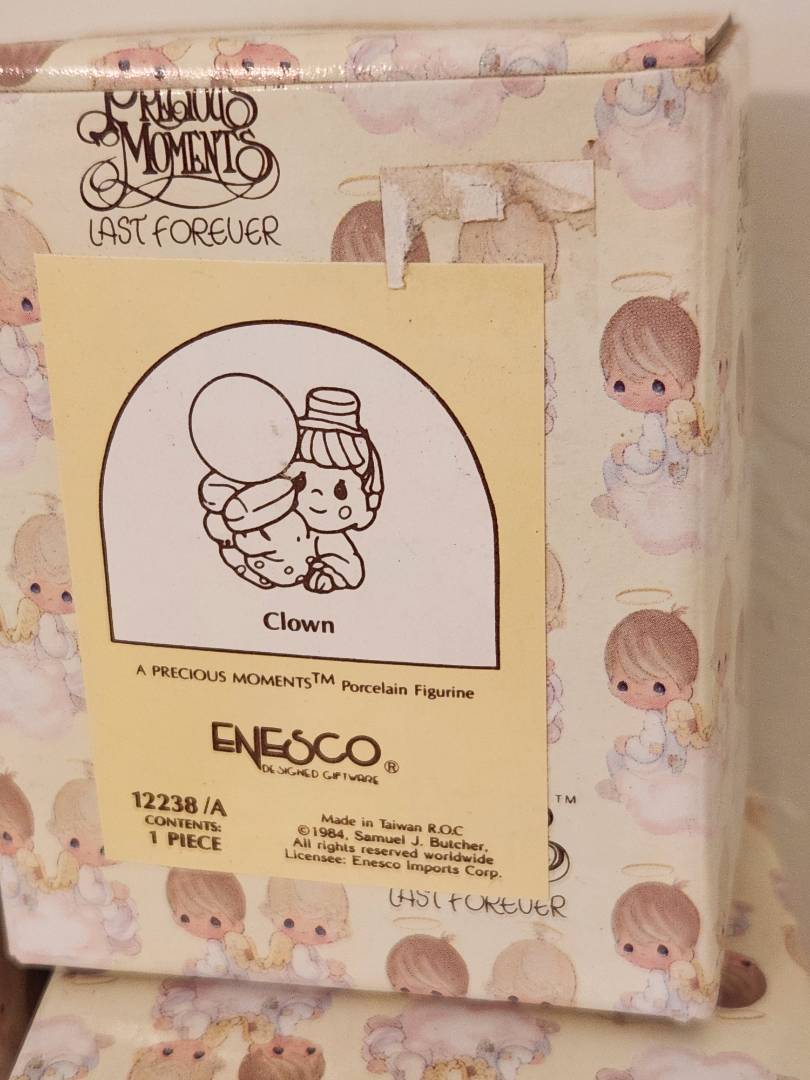 PRECIOUS
MOMENTS
LAST FOREVER
Clown
A PRECIOUS MOMENTS™ Porcelain Figurine
ENESCO®
DESIGNED GIFTWARE
12238/A
CONTENTS:
1 PIECE
Made in Taiwan R.O.C
©1984, Samuel J. Butcher,
All rights reserved worldwide
Licensee: Enesco Imports Corp.
TM
LAST FOREVER